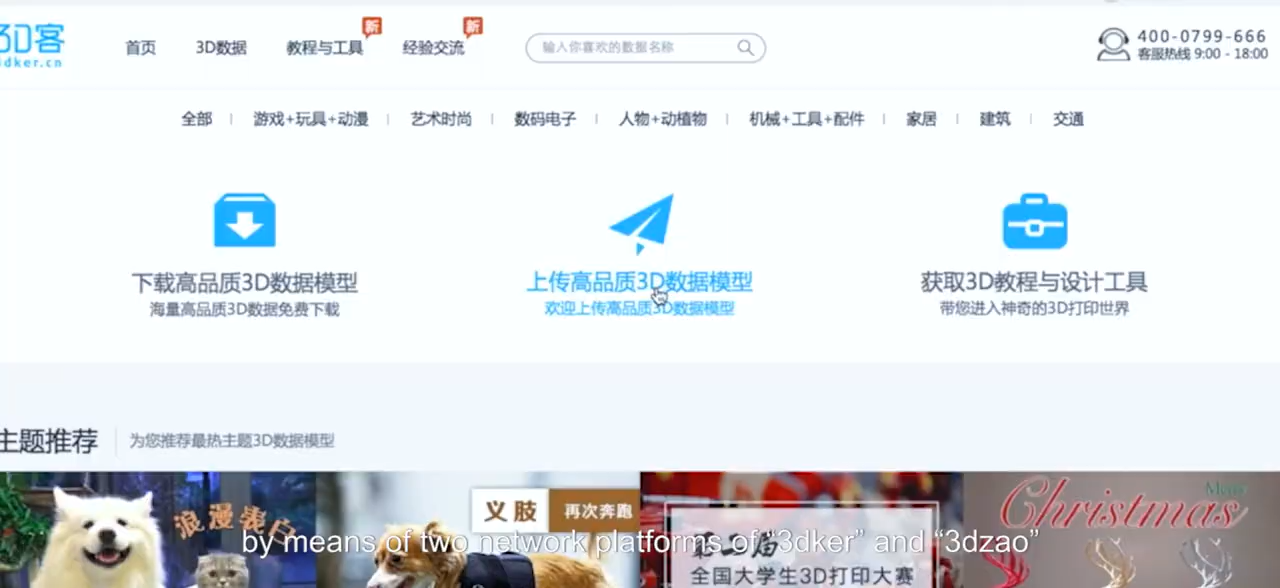 3D客
3dker.cn
首页
3D数据
教程与工具
新
经验交流
新
输入你喜欢的数据名称
400-0799-666
客服热线 9:00 - 18:00
全部
游戏+玩具+动漫
艺术时尚
数码电子
人物+动植物
机械+工具+配件
家居
建筑
交通
下载高品质3D数据模型
海量高品质3D数据免费下载
上传高品质3D数据模型
欢迎上传高品质3D数据模型
获取3D教程与设计工具
带您进入神奇的3D打印世界
主题推荐
为您推荐最热主题3D数据模型
浪漫表白
义肢
再次奔跑
Merry
Christmas
by means of two network platforms of “3dker” and “3dzao”
全国大学生3D打印大赛